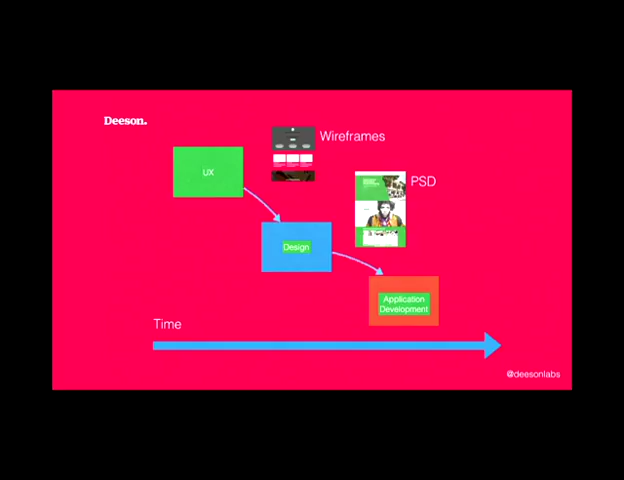 Deeson.
Wireframes
UX
PSD
Design
Application
Development
Time
@deesonlabs